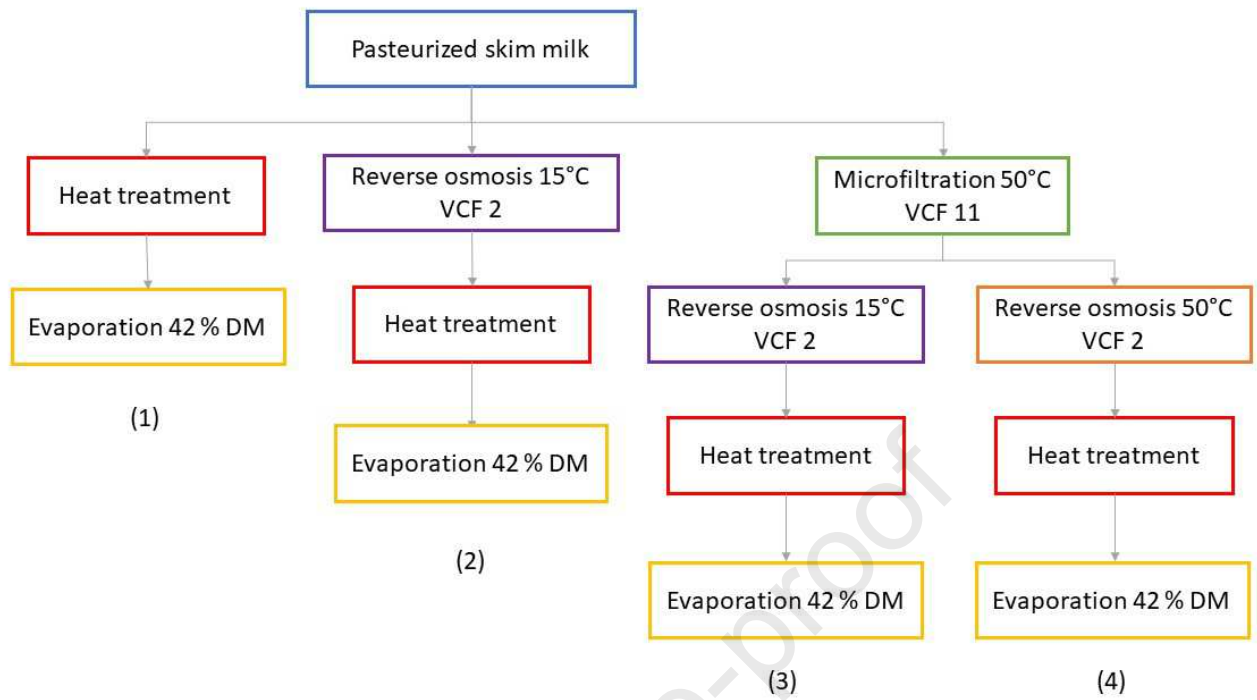 Pasteurized skim milk
Heat treatment
Reverse osmosis 15°C
VCF 2
Microfiltration 50°C
VCF 11
Evaporation 42 % DM
Heat treatment
Reverse osmosis 15°C
VCF 2
Reverse osmosis 50°C
VCF 2
(1)
Evaporation 42 % DM
Heat treatment
Heat treatment
(2)
Evaporation 42 % DM
Evaporation 42 % DM
(3)
(4)
-proof